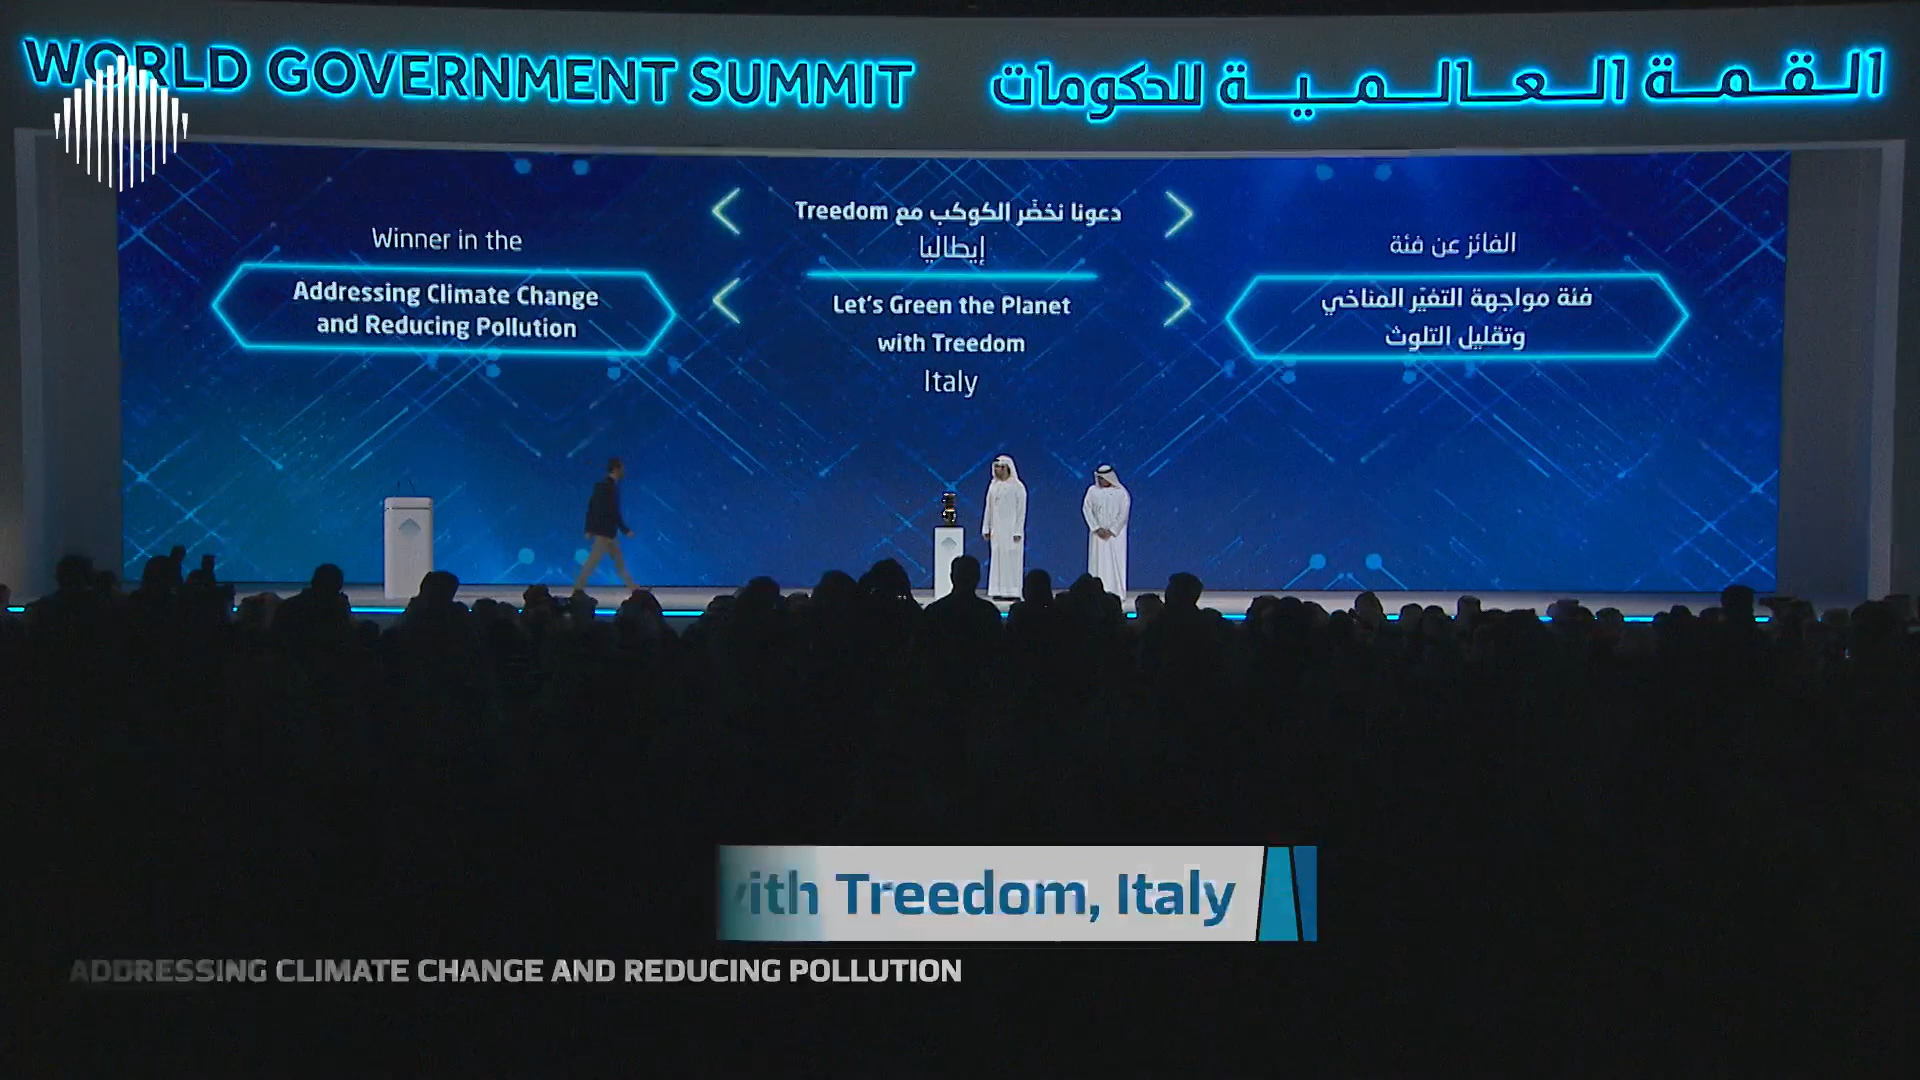 WORLD GOVERNMENT SUMMIT
القمة العالمية للحكومات
Winner in the
Addressing Climate Change
and Reducing Pollution
دعونا نخضّر الكوكب مع Treedom
إيطاليا
Let's Green the Planet
with Treedom
Italy
الفائز عن فئة
فئة مواجهة التغيّر المناخي
وتقليل التلوث
with Treedom, Italy
ADDRESSING CLIMATE CHANGE AND REDUCING POLLUTION